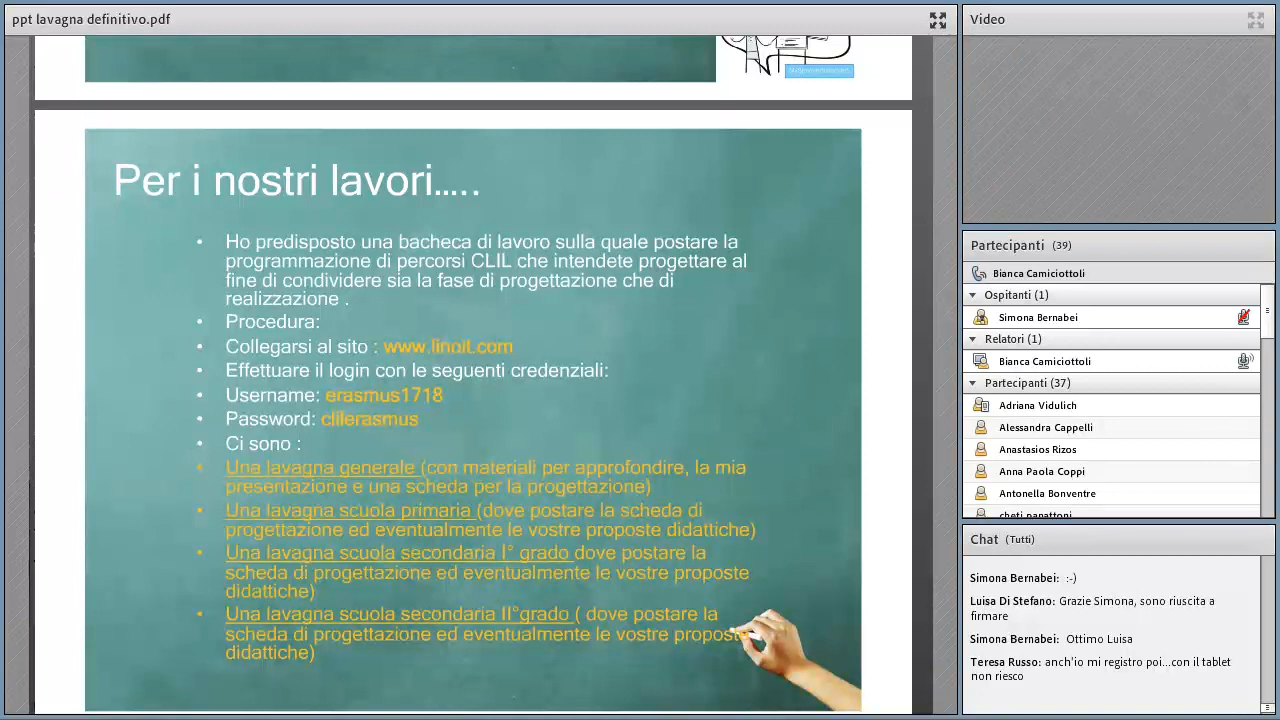 ppt lavagna definitivo.pdf
Per i nostri lavori.....
• Ho predisposto una bacheca di lavoro sulla quale postare la
programmazione di percorsi CLIL che intendete progettare al
fine di condividere sia la fase di progettazione che di
realizzazione .
• Procedura:
• Collegarsi al sito : www.linoit.com
• Effettuare il login con le seguenti credenziali:
• Username: erasmus1718
• Password: clilerasmus
• Ci sono :
• Una lavagna generale (con materiali per approfondire, la mia
presentazione e una scheda per la progettazione)
• Una lavagna scuola primaria (dove postare la scheda di
progettazione ed eventualmente le vostre proposte didattiche)
• Una lavagna scuola secondaria I° grado dove postare la
scheda di progettazione ed eventualmente le vostre proposte
didattiche)
• Una lavagna scuola secondaria II°grado ( dove postare la
scheda di progettazione ed eventualmente le vostre proposte
didattiche)
Video
Partecipanti (39)
Bianca Camiciottoli
Ospitanti (1)
Simona Bernabei
Relatori (1)
Bianca Camiciottoli
Partecipanti (37)
Adriana Vidulich
Alessandra Cappelli
Anastasios Rizos
Anna Paola Coppi
Antonella Bonventre
Chat (Tutti)
Simona Bernabei: :-)
Luisa Di Stefano: Grazie Simona, sono riuscita a
firmare
Simona Bernabei: Ottimo Luisa
Teresa Russo: anch'io mi registro poi...con il tablet
non riesco